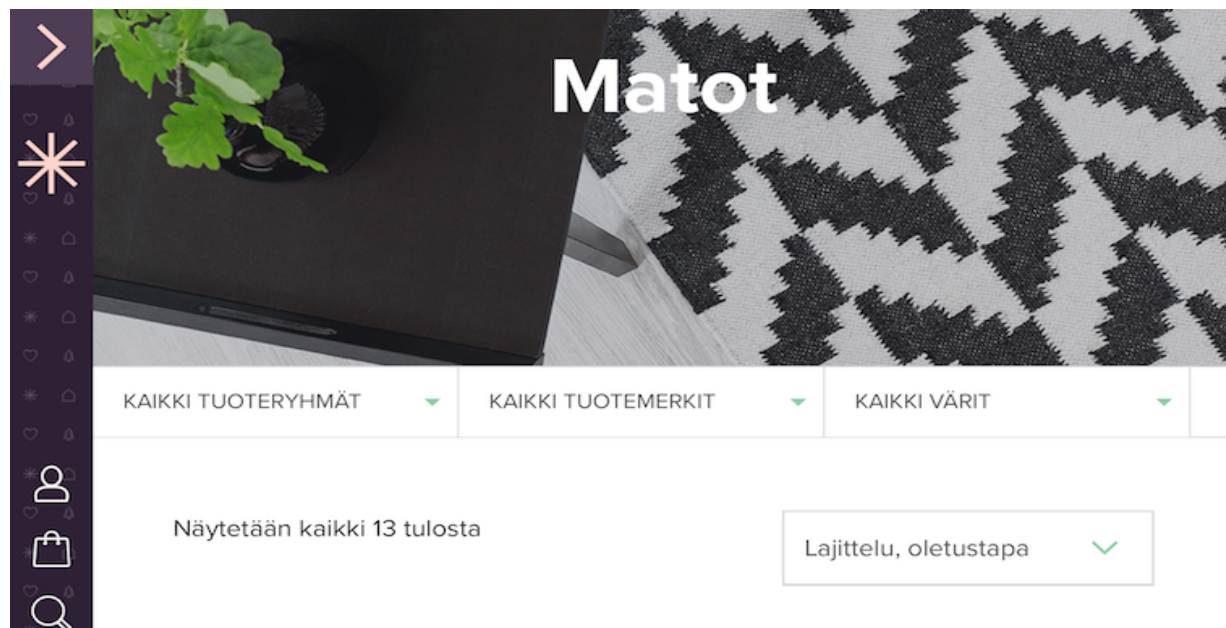 Matot
KAIKKI TUOTERYHMÄT
KAIKKI TUOTEMERKIT
KAIKKI VÄRIT
Näytetään kaikki 13 tulosta
Lajittelu, oletustapa